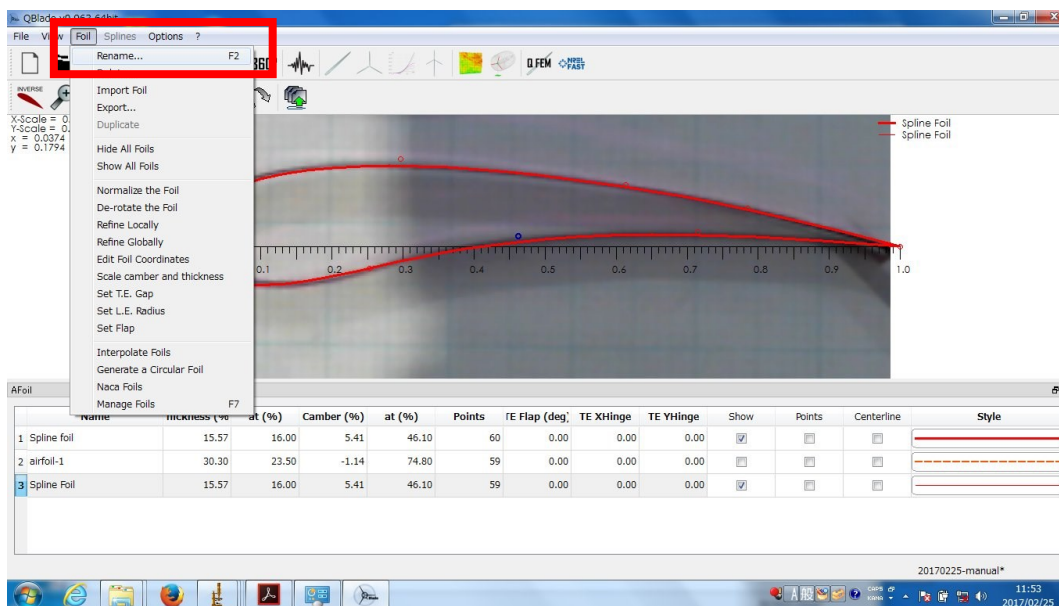 QBlade v0.963 64bit
File View Foil Splines Options ?
Rename... F2
360
QFEM NREL FAST
INVERSE
Import Foil
Export...
Duplicate
X-Scale = 0.
Y-Scale = 0.
x = 0.0374
y = 0.1794
Spline Foil
Spline Foil
Hide All Foils
Show All Foils
Normalize the Foil
De-rotate the Foil
Refine Locally
Refine Globally
Edit Foil Coordinates
Scale camber and thickness
Set T.E. Gap
Set L.E. Radius
Set Flap
Interpolate Foils
Generate a Circular Foil
Naca Foils
Manage Foils F7
0.1 0.2 0.3 0.4 0.5 0.6 0.7 0.8 0.9 1.0
AFoil
Name Thickness (% at (%) Camber (%) at (%) Points TE Flap (deg) TE XHinge TE YHinge Show Points Centerline Style
1 Spline foil 15.57 16.00 5.41 46.10 60 0.00 0.00 0.00
2 airfoil-1 30.30 23.50 -1.14 74.80 59 0.00 0.00 0.00
3 Spline Foil 15.57 16.00 5.41 46.10 59 0.00 0.00 0.00
20170225-manual*
A 般 CAPS KANA 11:53
2017/02/25